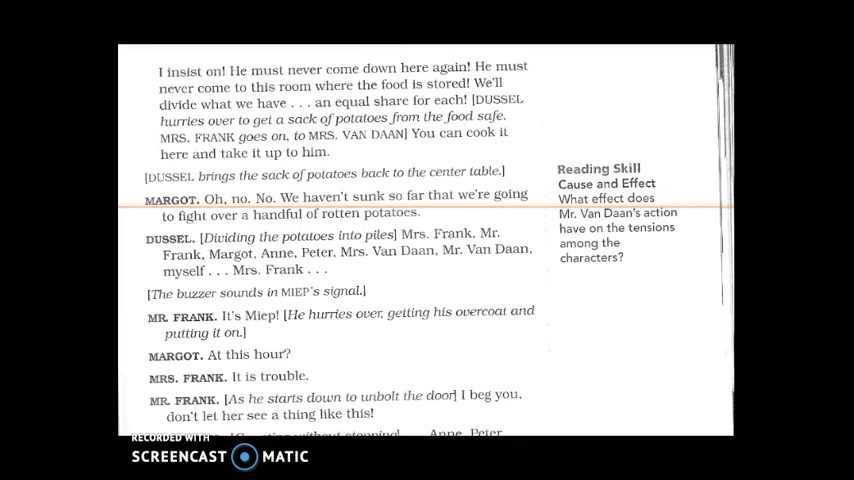 I insist on! He must never come down here again! He must
never come to this room where the food is stored! We'll
divide what we have . . . an equal share for each! [DUSSEL
hurries over to get a sack of potatoes from the food safe.
MRS. FRANK goes on, to MRS. VAN DAAN] You can cook it
here and take it up to him.
[DUSSEL brings the sack of potatoes back to the center table.]
MARGOT. Oh, no. No. We haven't sunk so far that we're going
to fight over a handful of rotten potatoes.
DUSSEL. [Dividing the potatoes into piles] Mrs. Frank, Mr.
Frank, Margot, Anne, Peter, Mrs. Van Daan, Mr. Van Daan,
myself . . . Mrs. Frank . . .
[The buzzer sounds in MIEP's signal.]
MR. FRANK. It's Miep! [He hurries over, getting his overcoat and
putting it on.]
MARGOT. At this hour?
MRS. FRANK. It is trouble.
MR. FRANK. [As he starts down to unbolt the door] I beg you,
don't let her see a thing like this!
Anne, Peter,
Reading Skill
Cause and Effect
What effect does
Mr. Van Daan's action
have on the tensions
among the
characters?
RECORDED WITH
SCREENCAST MATIC